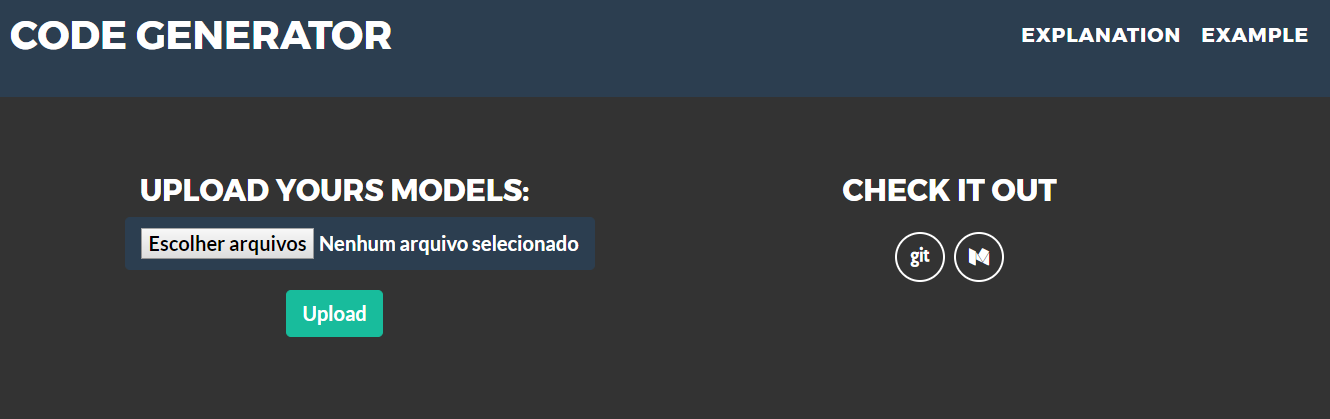 CODE GENERATOR
EXPLANATION EXAMPLE
UPLOAD YOURS MODELS:
Escolher arquivos Nenhum arquivo selecionado
Upload
CHECK IT OUT
git